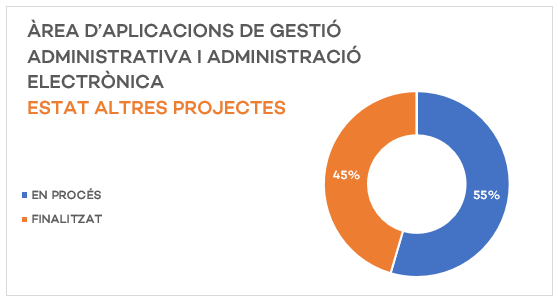 ÀREA D’APLICACIONS DE GESTIÓ
ADMINISTRATIVA I ADMINISTRACIÓ
ELECTRÒNICA
ESTAT ALTRES PROJECTES
45%
55%
EN PROCÉS
FINALITZAT